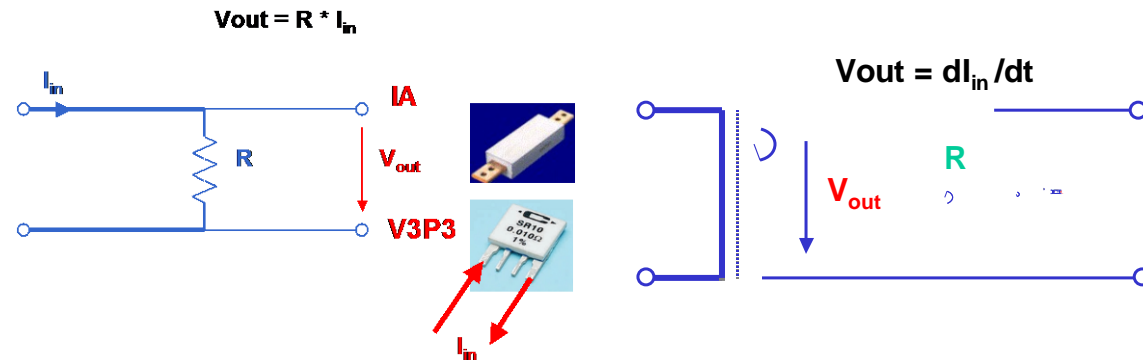 Vout = R * Iin
Iin
IA
R
Vout
V3P3
SR10
0.010Ω
1%
Iin
Vout = dIin /dt
R
Vout